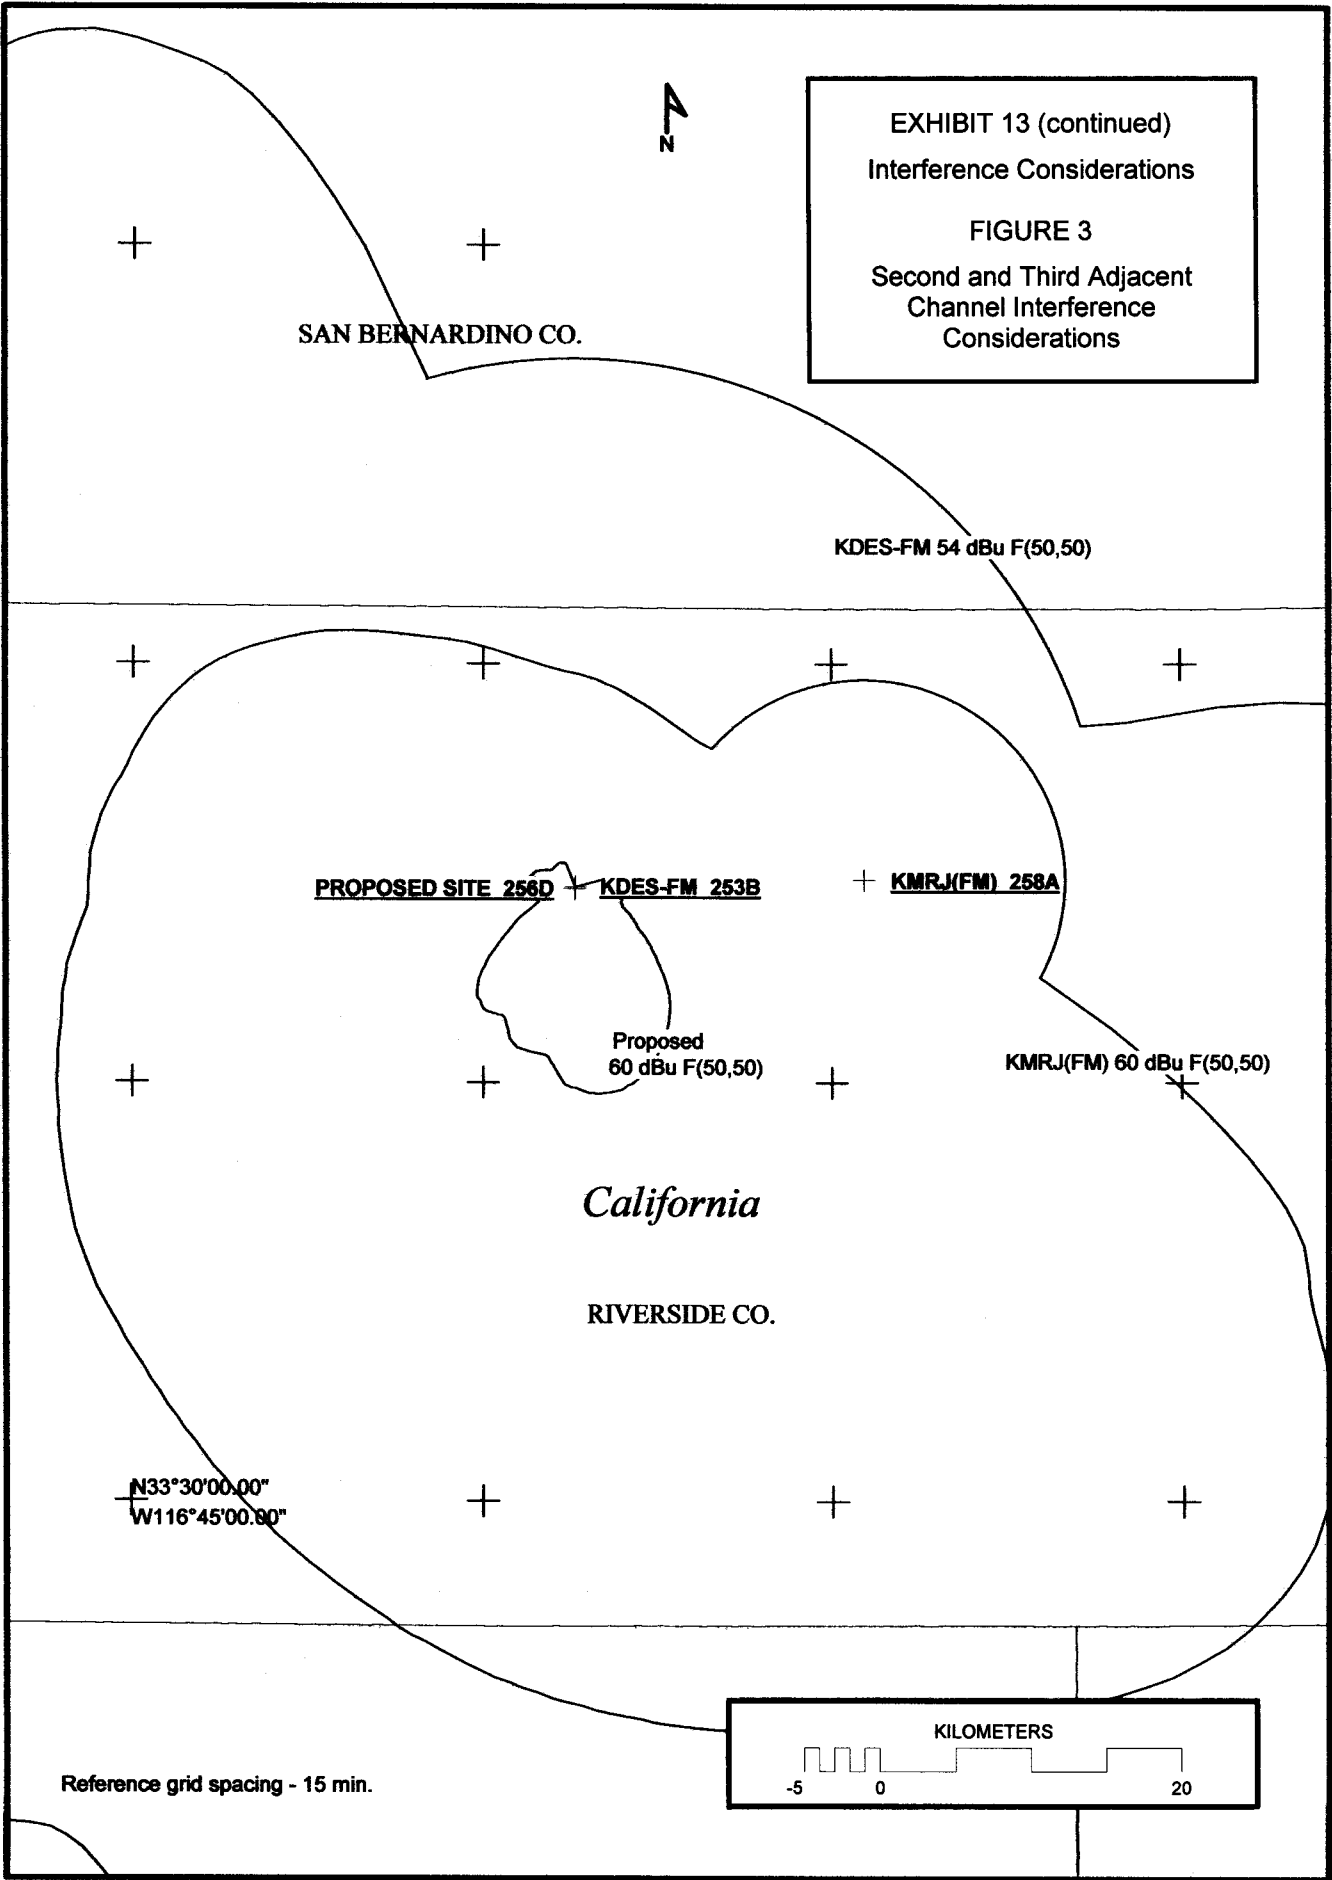 EXHIBIT 13 (continued)
Interference Considerations
FIGURE 3
Second and Third Adjacent
Channel Interference
Considerations
N
SAN BERNARDINO CO.
KDES-FM 54 dBu F(50,50)
PROPOSED SITE 256D
KDES-FM 253B
KMRJ(FM) 258A
Proposed
60 dBu F(50,50)
KMRJ(FM) 60 dBu F(50,50)
California
RIVERSIDE CO.
N33°30'00.00"
W116°45'00.00"
KILOMETERS
-5 0 20
Reference grid spacing - 15 min.